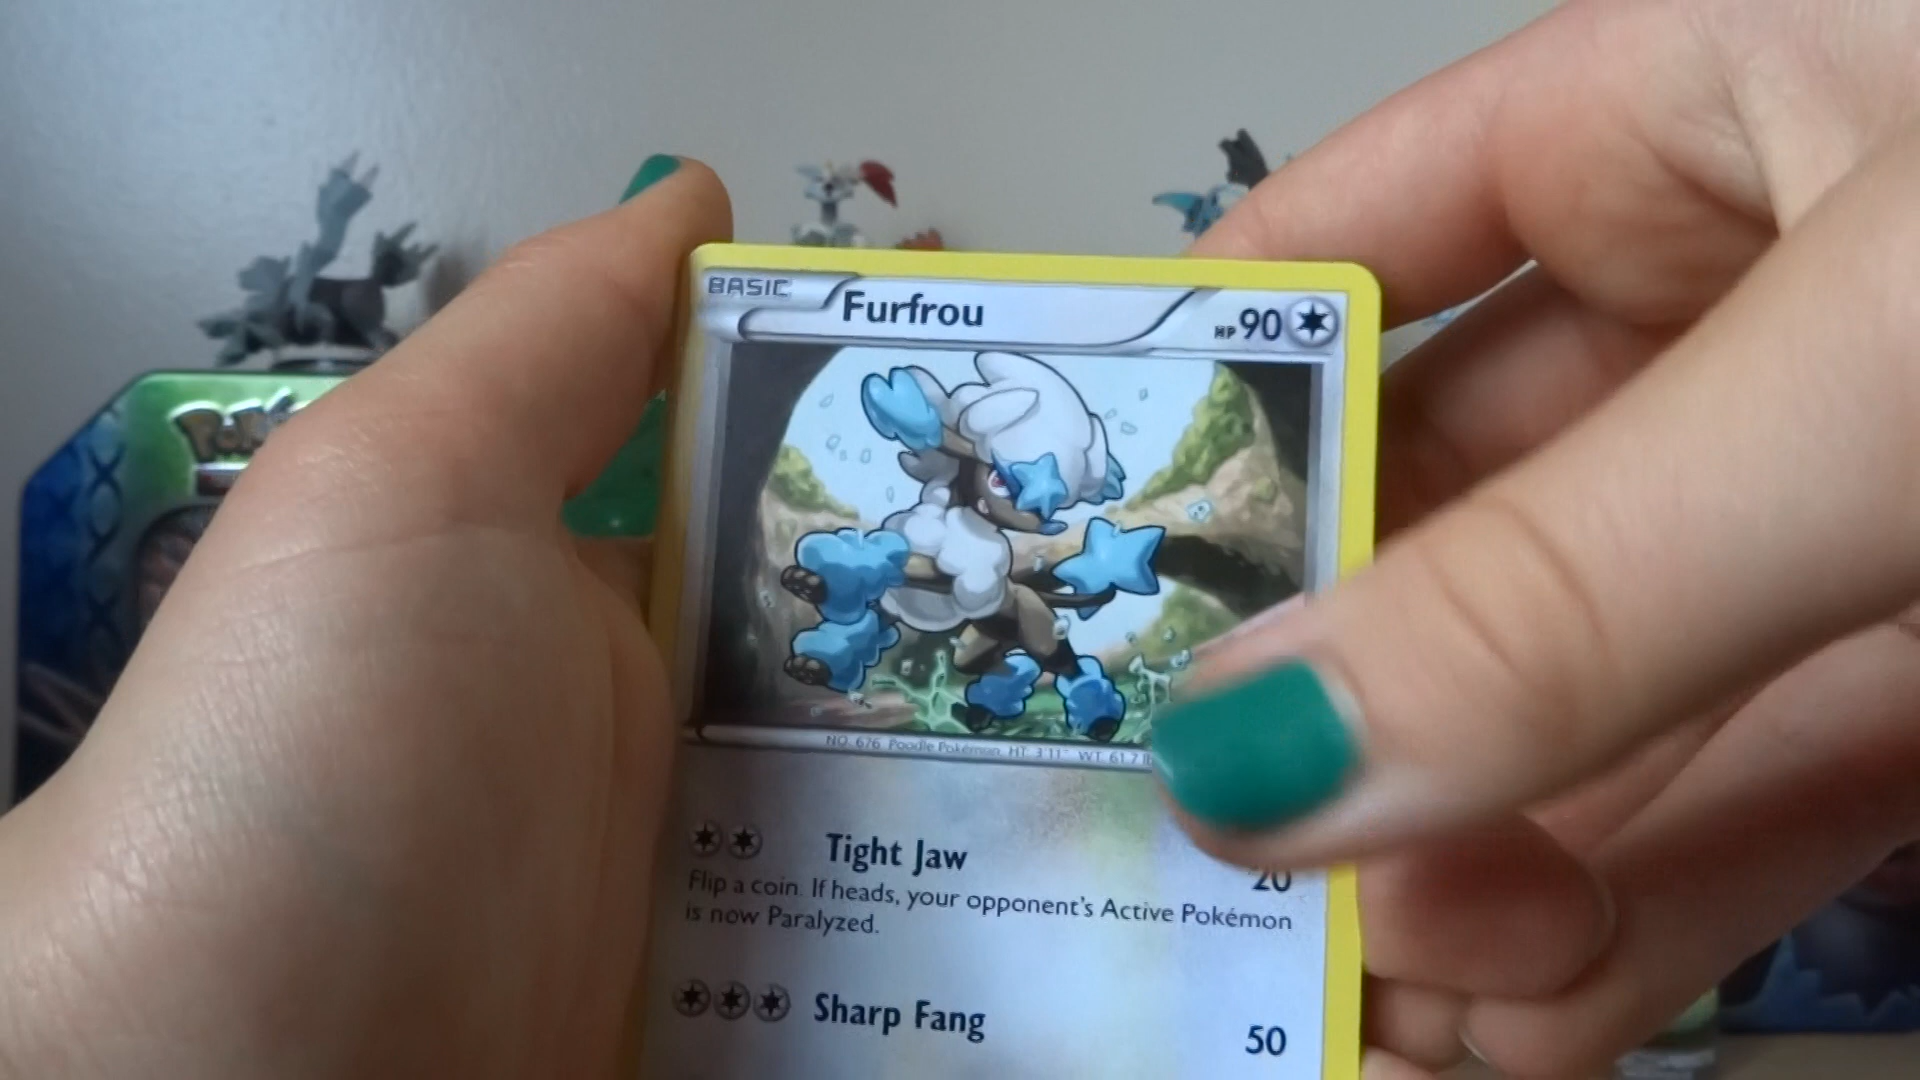 BASIC Furfrou HP 90
NO. 676 Poodle Pokémon HT. 3'11" WT. 61.7 lb
Tight Jaw 20
Flip a coin. If heads, your opponent's Active Pokémon
is now Paralyzed.
Sharp Fang 50